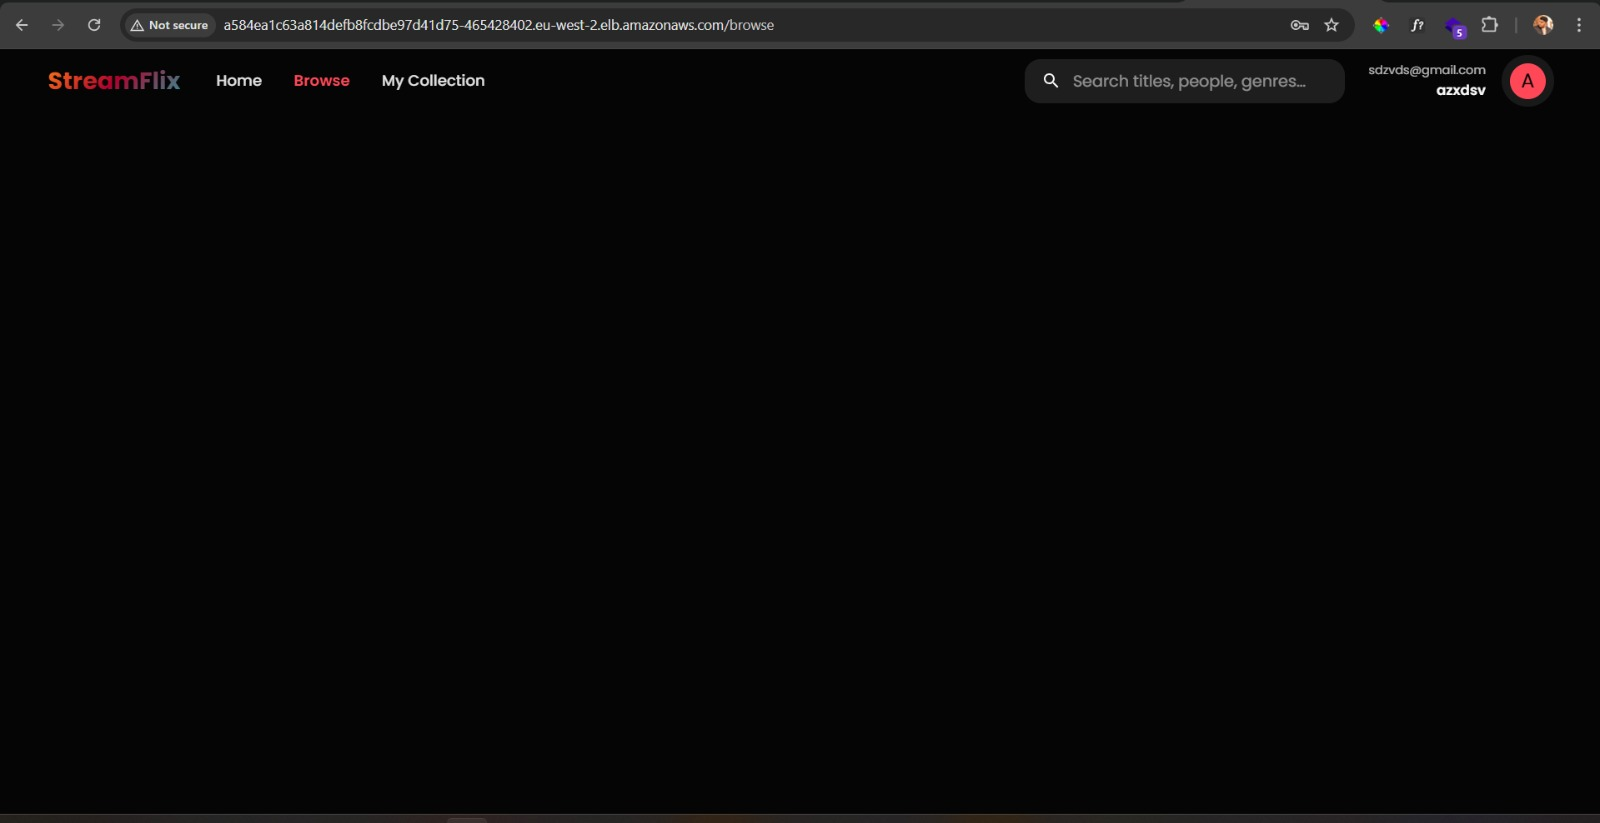 Not secure a584ea1c63a814defb8fcdbe97d41d75-465428402.eu-west-2.elb.amazonaws.com/browse
f?
5
StreamFlix Home Browse My Collection Search titles, people, genres... sdzvds@gmail.com
azxdsv
A